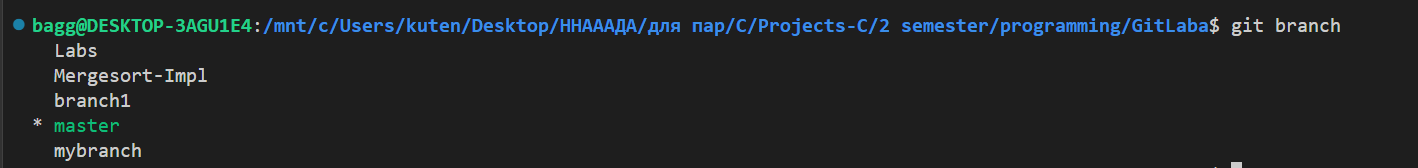 bagg@DESKTOP-3AGU1E4:/mnt/c/Users/kuten/Desktop/ННАААДА/для пар/C/Projects-C/2 semester/programming/GitLaba$ git branch
Labs
Mergesort-Impl
branch1
* master
mybranch